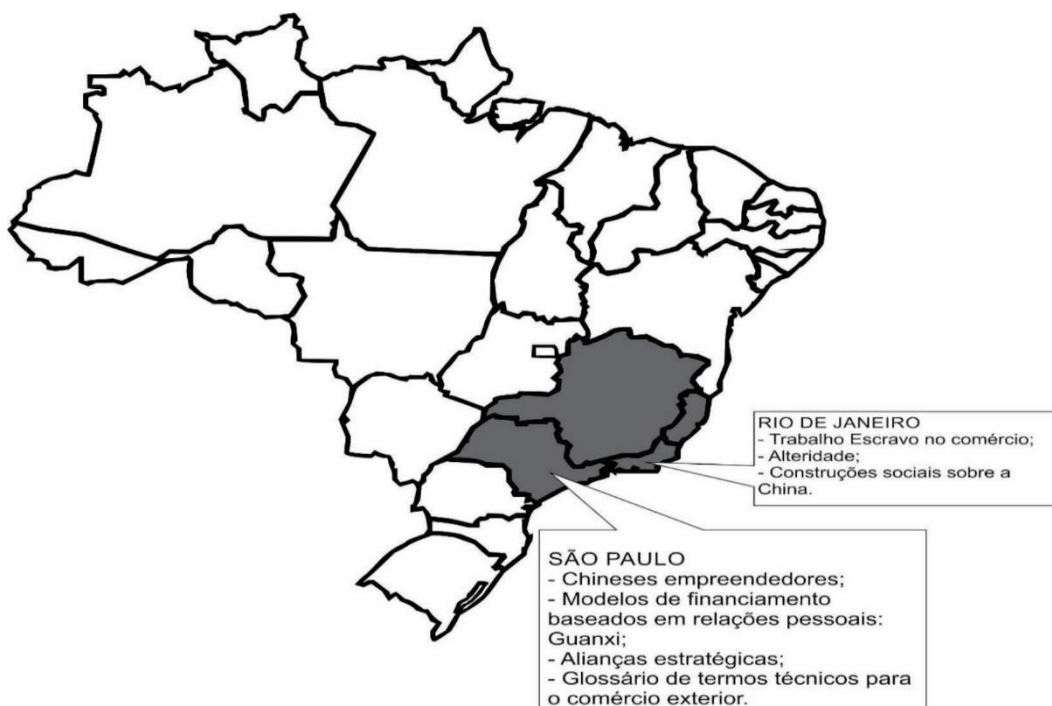 RIO DE JANEIRO
- Trabalho Escravo no comércio;
- Alteridade;
- Construções sociais sobre a
China.
SÃO PAULO
- Chineses empreendedores;
- Modelos de financiamento
baseados em relações pessoais:
Guanxi;
- Alianças estratégicas;
- Glossário de termos técnicos para
o comércio exterior.